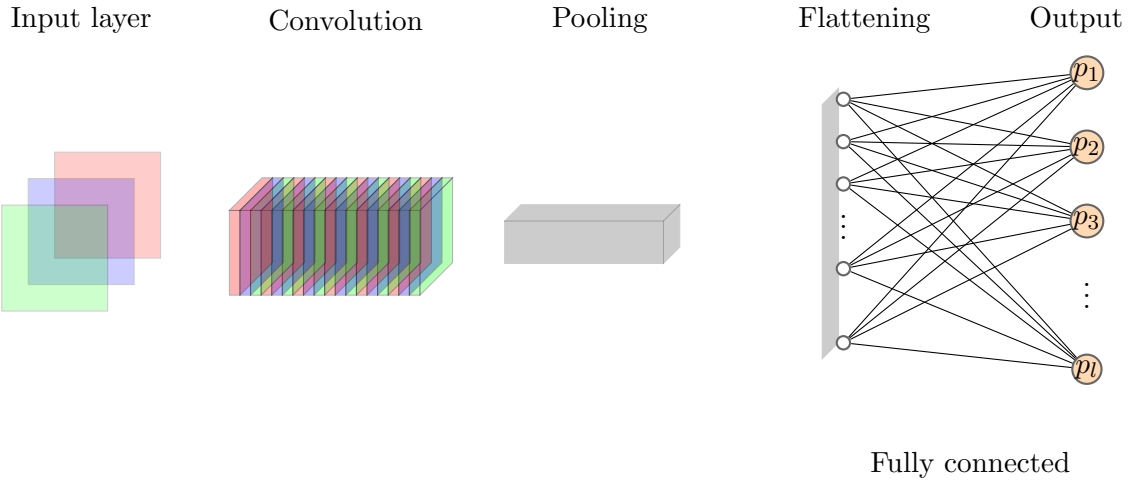 Input layer
Convolution
Pooling
Flattening
Output
p₁
p₂
p₃
pₗ
Fully connected